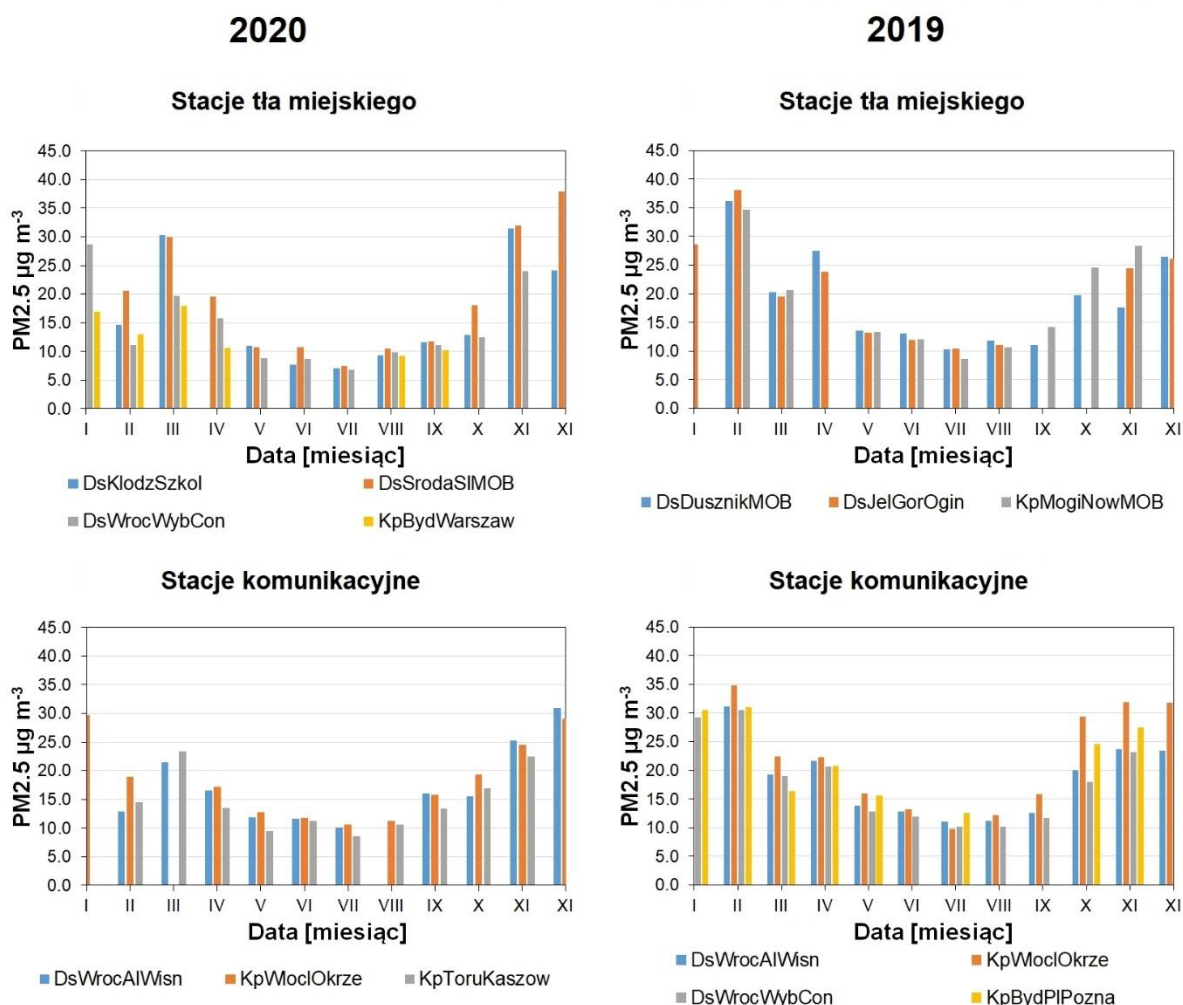 2020
2019
Stacje tła miejskiego
PM2.5 µg m-3
45.0
40.0
35.0
30.0
25.0
20.0
15.0
10.0
5.0
0.0
I II III IV V VI VII VIII IX X XI XI
Data [miesiąc]
DsKlodzSzkol DsSrodaSlMOB
DsWrocWybCon KpBydWarszaw
Stacje tła miejskiego
PM2.5 µg m-3
45.0
40.0
35.0
30.0
25.0
20.0
15.0
10.0
5.0
0.0
I II III IV V VI VII VIII IX X XI XI
Data [miesiąc]
DsDusznikMOB DsJelGorOgin KpMogiNowMOB
Stacje komunikacyjne
PM2.5 µg m-3
45.0
40.0
35.0
30.0
25.0
20.0
15.0
10.0
5.0
0.0
I II III IV V VI VII VIII IX X XI XI
Data [miesiąc]
DsWrocAlWisn KpWloclOkrze KpToruKaszow
Stacje komunikacyjne
PM2.5 µg m-3
45.0
40.0
35.0
30.0
25.0
20.0
15.0
10.0
5.0
0.0
I II III IV V VI VII VIII IX X XI XI
Data [miesiąc]
DsWrocAlWisn KpWloclOkrze
DsWrocWybCon KpBydPlPozna